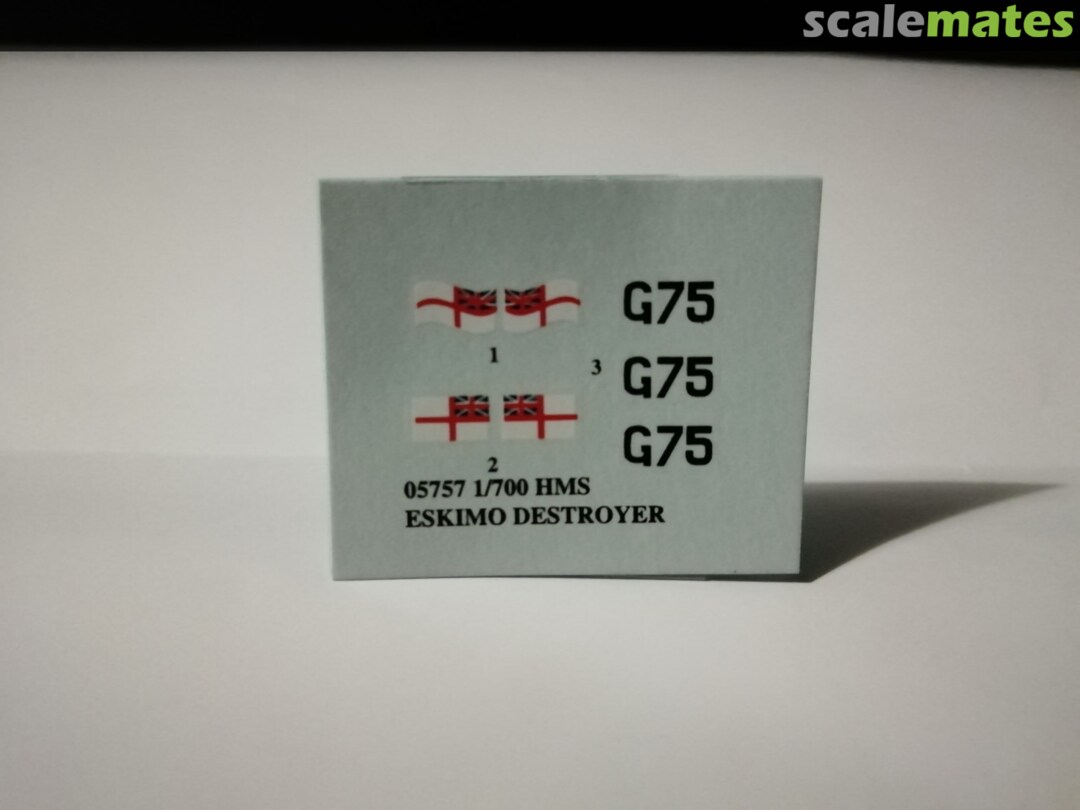 scalemates
G75
1
3
G75
G75
2
05757 1/700 HMS
ESKIMO DESTROYER